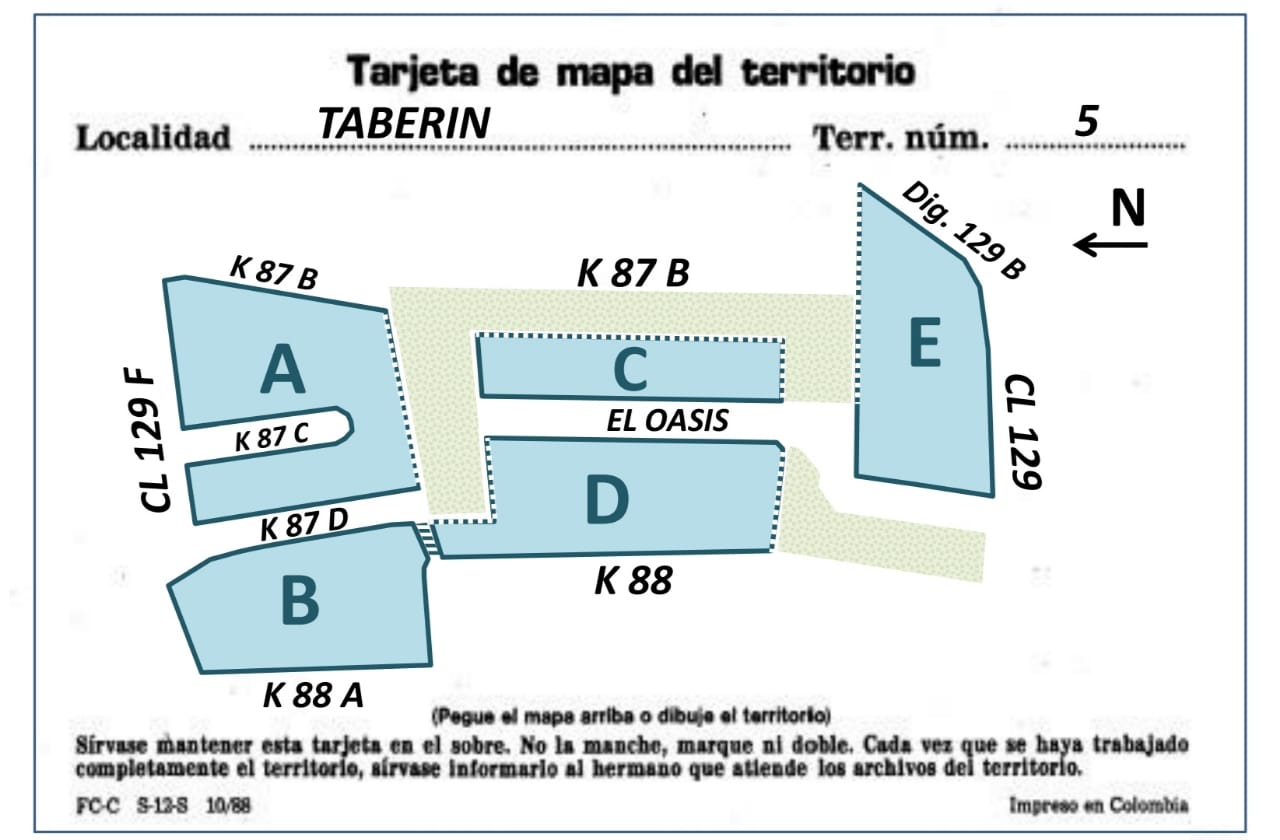 Tarjeta de mapa del territorio
Localidad TABERIN Terr. núm. 5
N
Dig. 129 B
K 87 B
K 87 B
A
C
E
CL 129 F
K 87 C
EL OASIS
CL 129
D
K 87 D
B
K 88
K 88 A
(Pegue el mapa arriba o dibuje el territorio)
Sírvase mantener esta tarjeta en el sobre. No la manche, marque ni doble. Cada vez que se haya trabajado
completamente el territorio, sírvase informarlo al hermano que atiende los archivos del territorio.
FC-C S-12-S 10/88 Impreso en Colombia